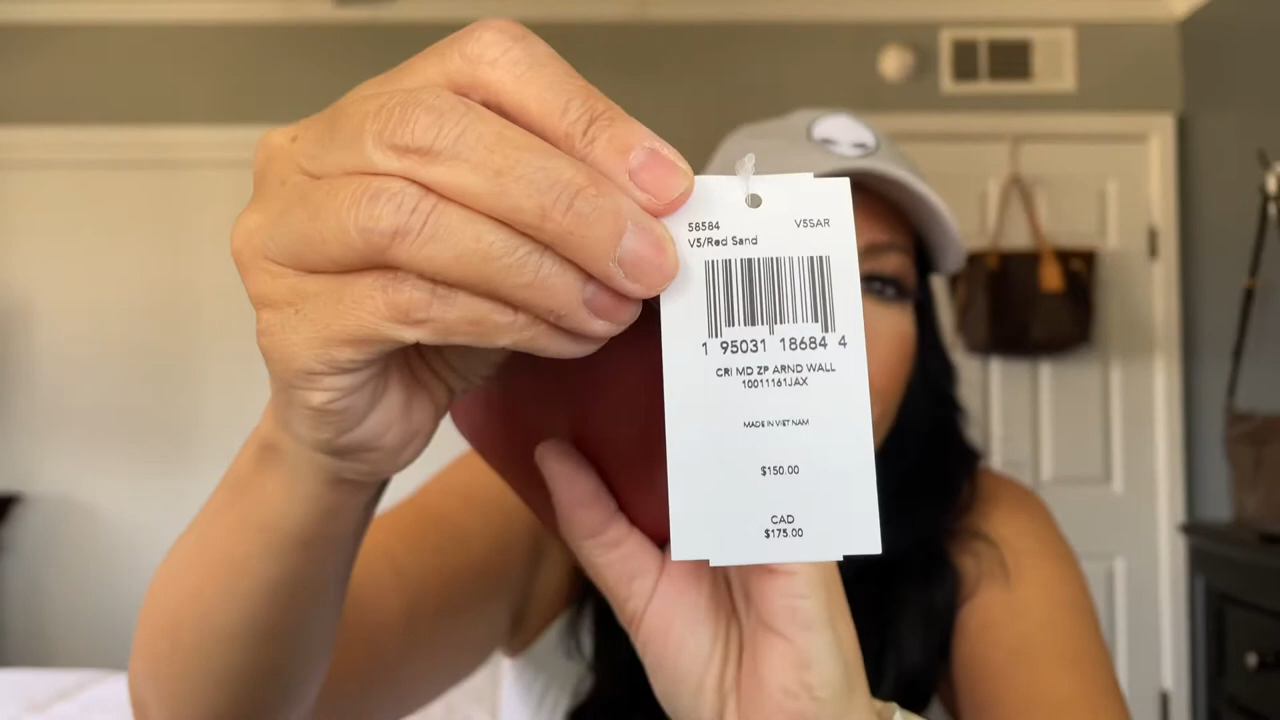 58584 V5SAR
V5/Red Sand
1 95031 18684 4
CRI MD ZP ARND WALL
10011161JAX
MADE IN VIET NAM
$150.00
CAD
$175.00